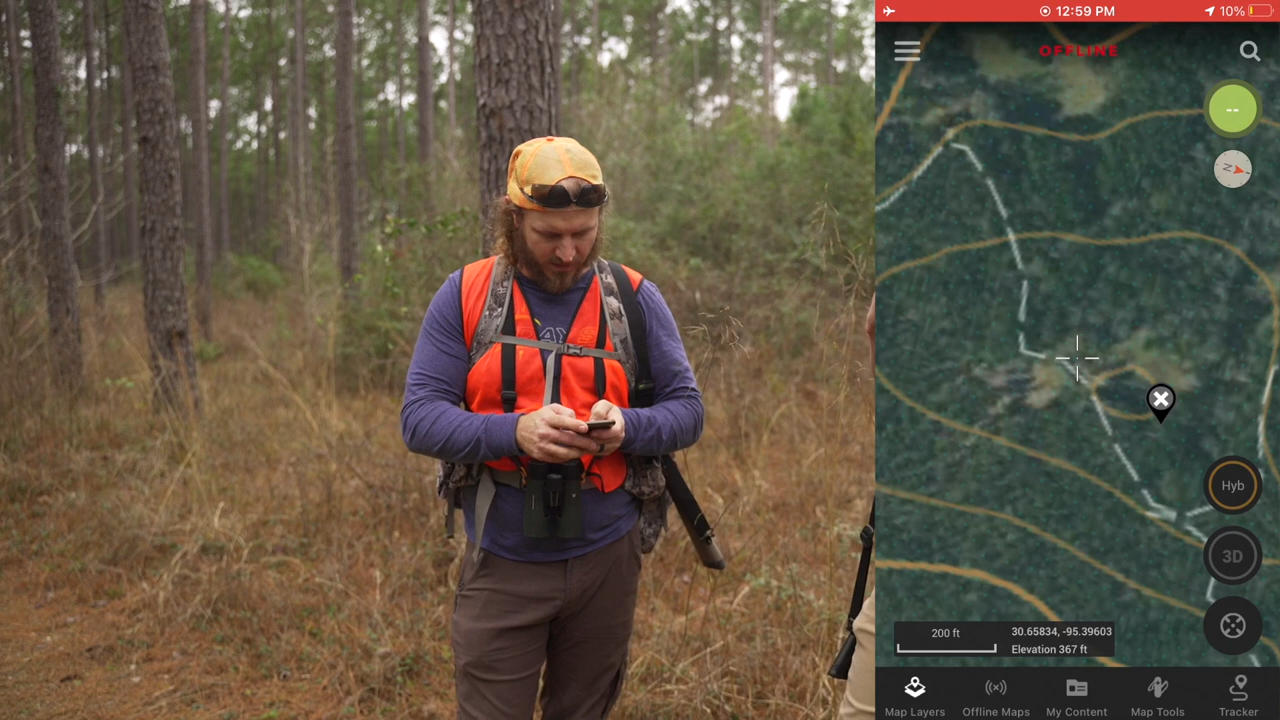 12:59 PM
10%
OFFLINE
--
N
Hyb
3D
200 ft
30.65834, -95.39603
Elevation 367 ft
Map Layers
Offline Maps
My Content
Map Tools
Tracker